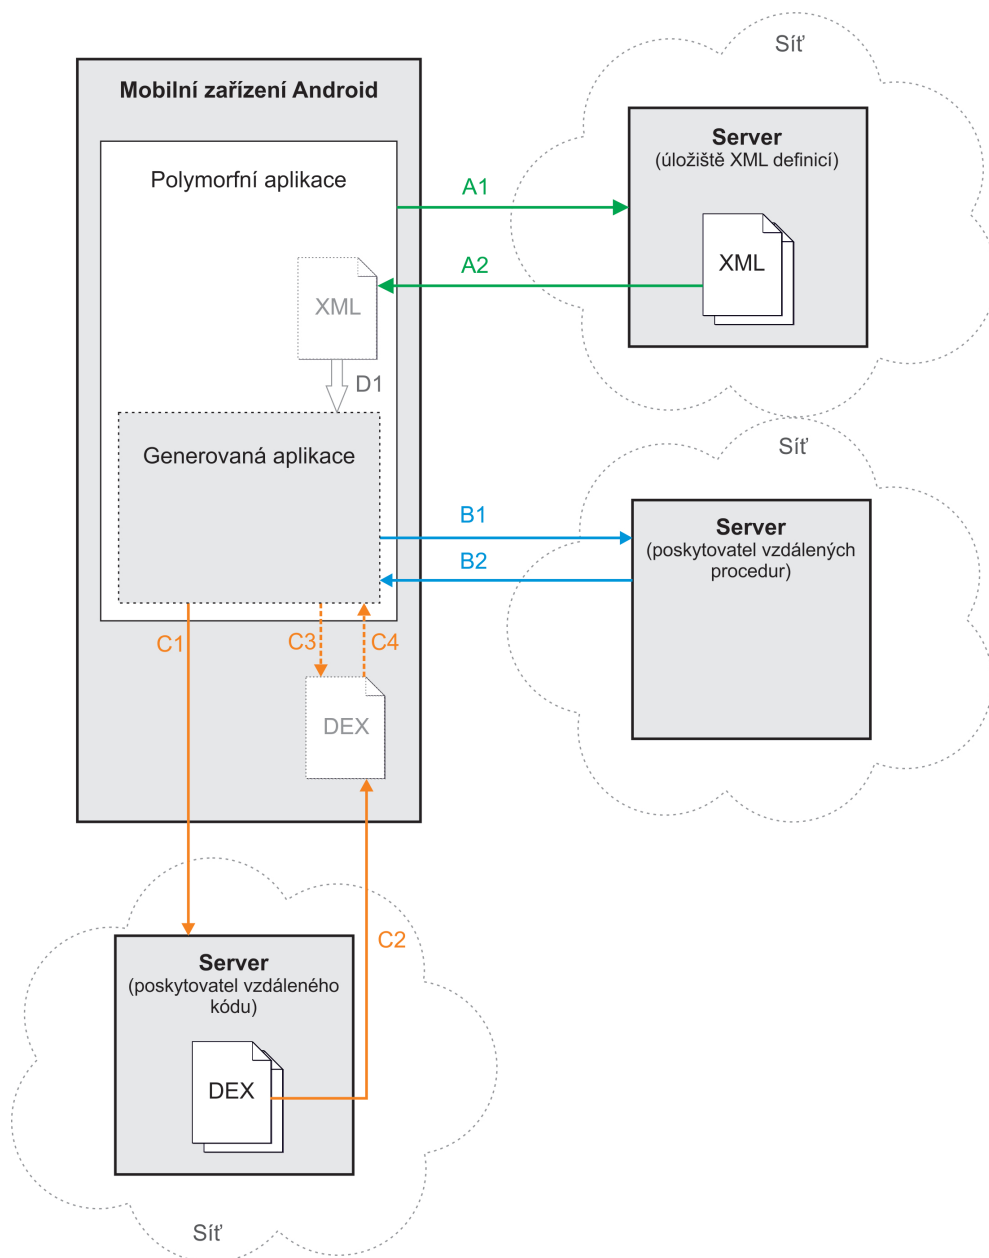 Síť
Mobilní zařízení Android
Server
(úložiště XML definicí)
Polymorfní aplikace
A1
XML
A2
XML
D1
Síť
Generovaná aplikace
B1
Server
(poskytovatel vzdálených
procedur)
B2
C1
C3
C4
DEX
C2
Server
(poskytovatel vzdáleného
kódu)
DEX
Síť